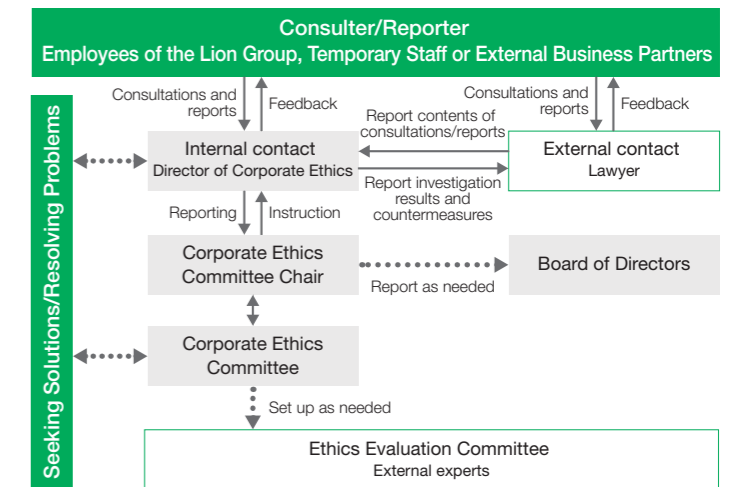 Consulter/Reporter
Employees of the Lion Group, Temporary Staff or External Business Partners
Consultations and
reports
Feedback
Report contents of
consultations/reports
Consultations and
reports
Feedback
Internal contact
Director of Corporate Ethics
External contact
Lawyer
Report investigation
results and
countermeasures
Reporting
Instruction
Corporate Ethics
Committee Chair
Report as needed
Board of Directors
Corporate Ethics
Committee
Set up as needed
Ethics Evaluation Committee
External experts
Seeking Solutions/Resolving Problems